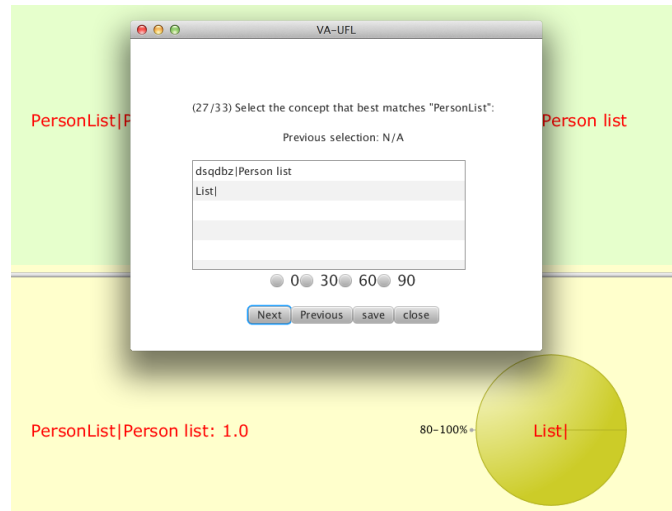 VA-UFL
(27/33) Select the concept that best matches "PersonList":
Previous selection: N/A
dsqdbz|Person list
List|
0 30 60 90
Next Previous save close
PersonList|P
Person list
PersonList|Person list: 1.0
80-100%
List|